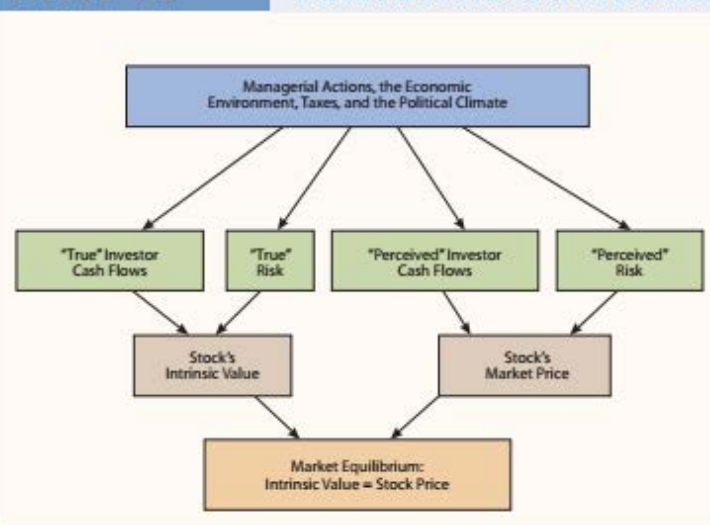 Managerial Actions, the Economic
Environment, Taxes, and the Political Climate
"True" Investor
Cash Flows
"True"
Risk
"Perceived" Investor
Cash Flows
"Perceived"
Risk
Stock's
Intrinsic Value
Stock's
Market Price
Market Equilibrium:
Intrinsic Value = Stock Price